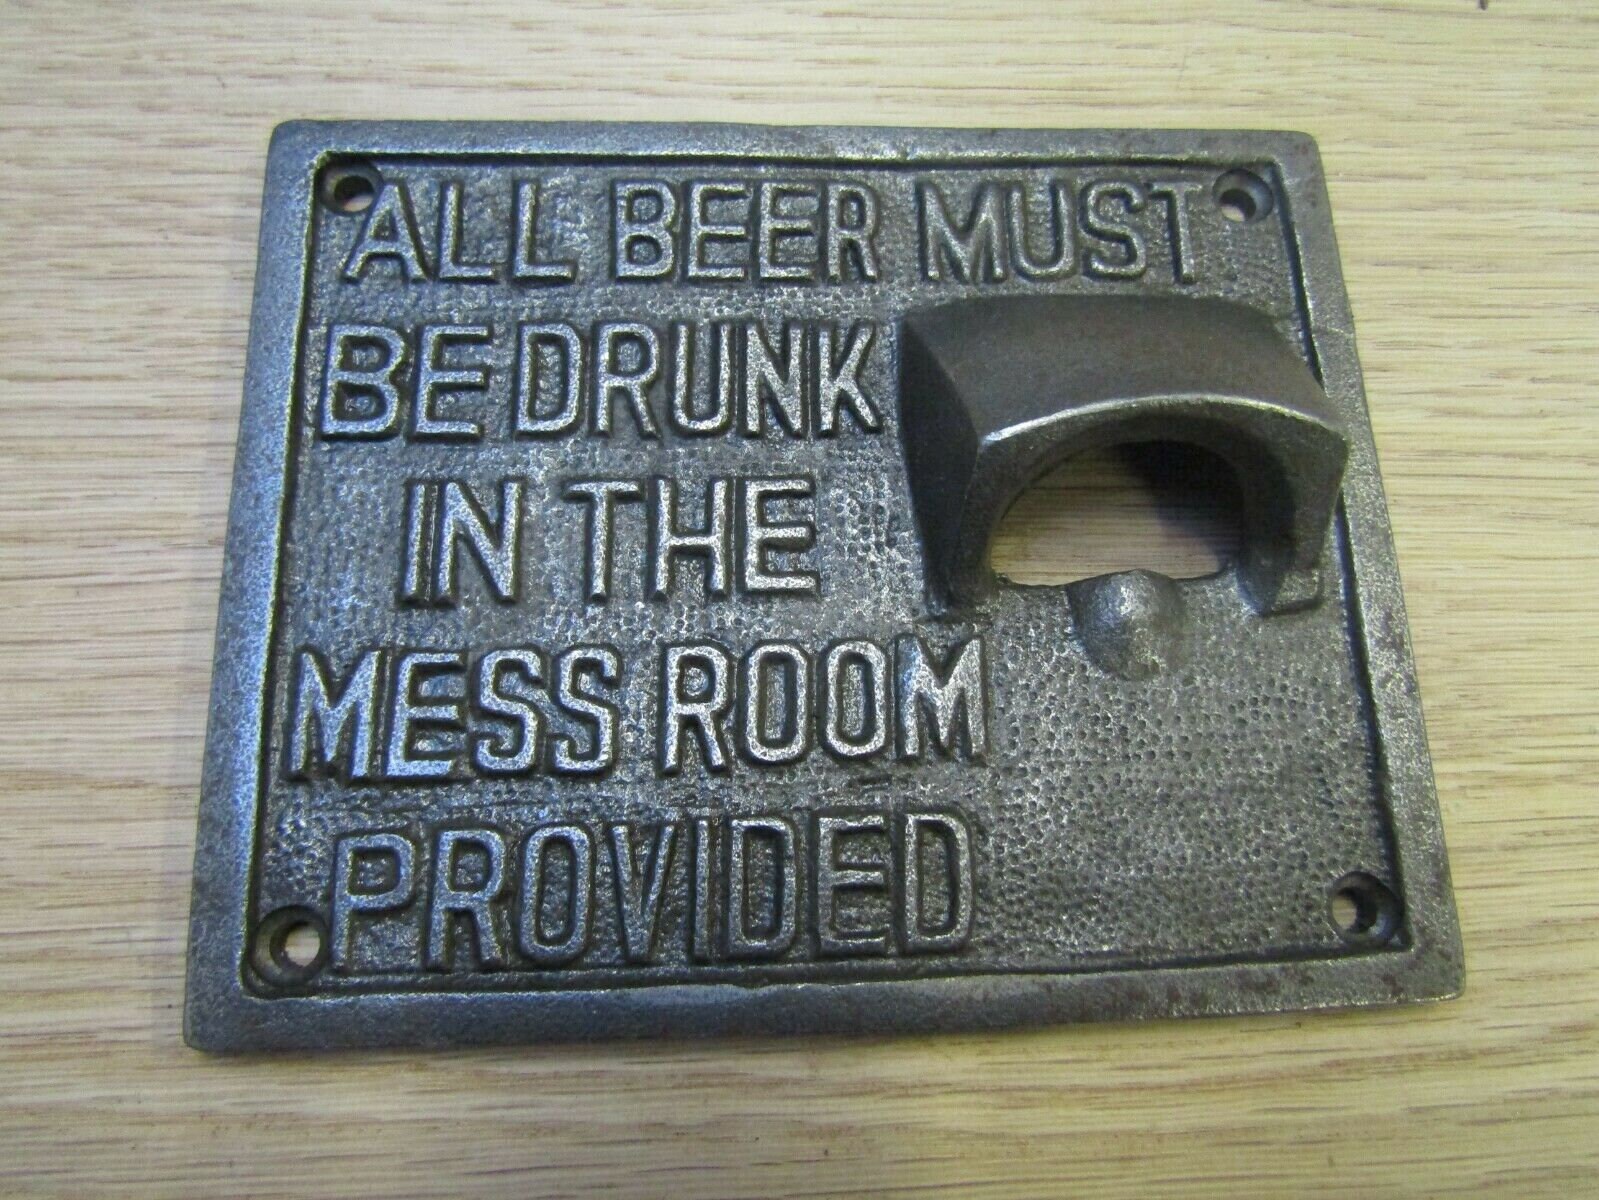 ALL BEER MUST
BE DRUNK
IN THE
MESS ROOM
PROVIDED